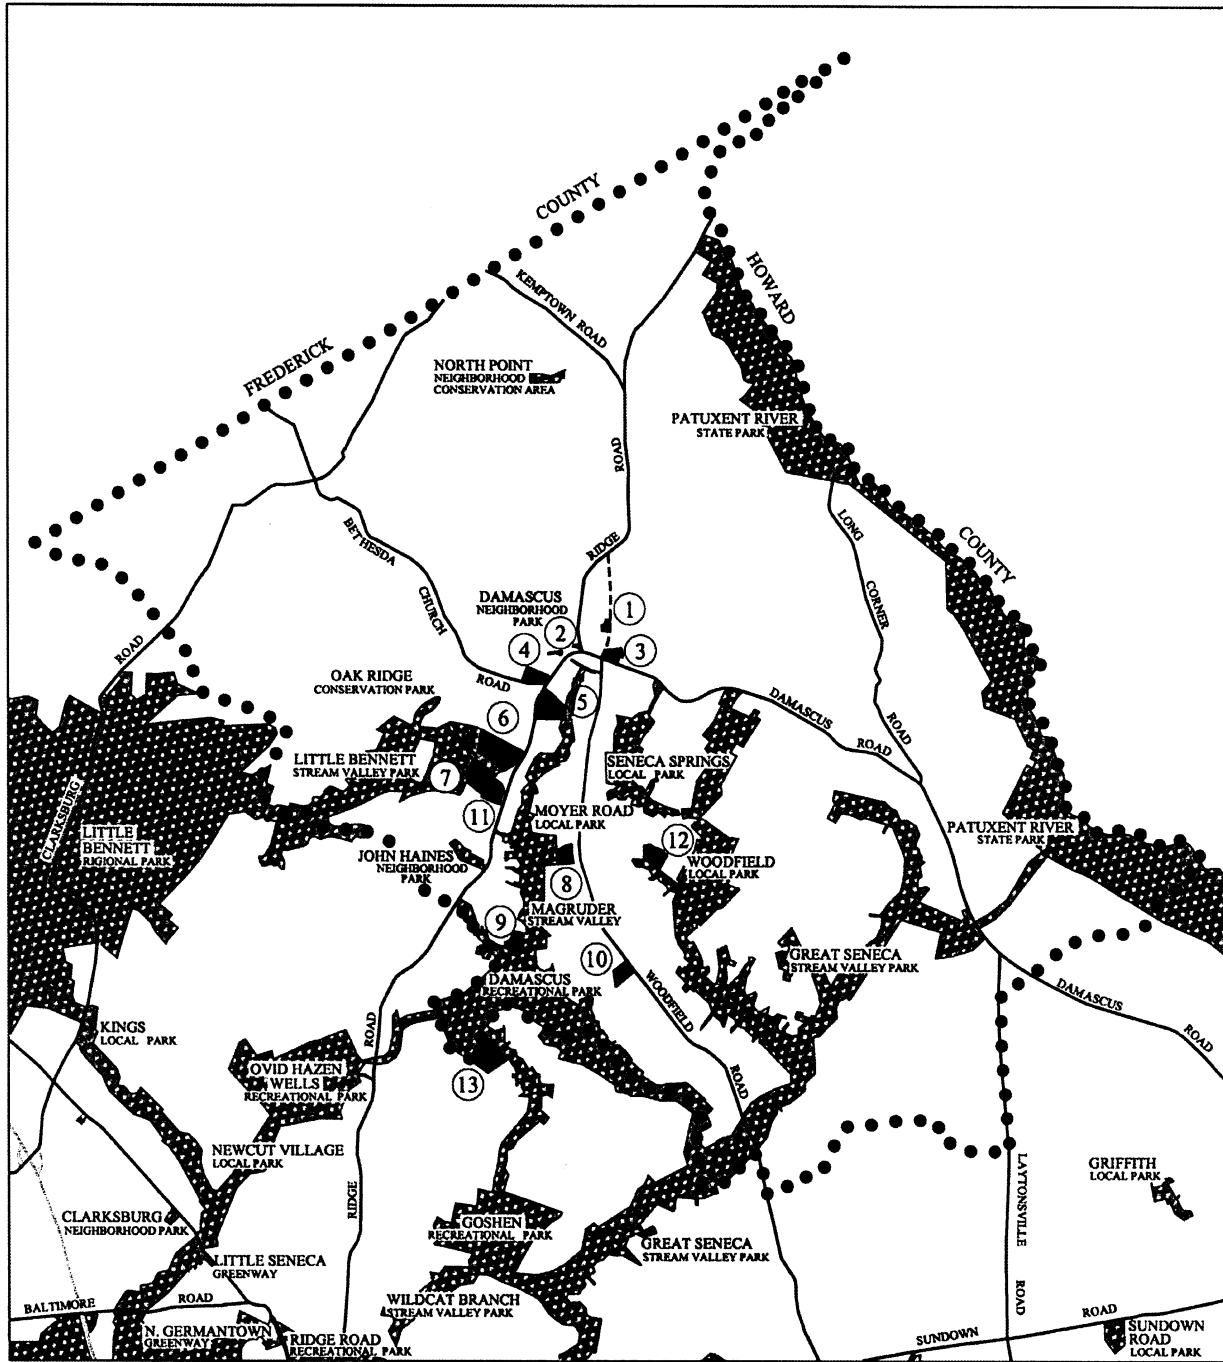 COUNTY
FREDERICK
HOWARD
COUNTY
KEMPTOWN ROAD
NORTH POINT
NEIGHBORHOOD
CONSERVATION AREA
PATUXENT RIVER
STATE PARK
ROAD
RIDGE
LONG
CORNER
ROAD
BETHESDA
CHURCH
ROAD
DAMASCUS
NEIGHBORHOOD
PARK
1
2
3
4
5
6
7
OAK RIDGE
CONSERVATION PARK
ROAD
DAMASCUS
ROAD
LITTLE BENNETT
STREAM VALLEY PARK
SENECA SPRINGS
LOCAL PARK
CLARKSBURG
LITTLE
BENNETT
RIGIONAL PARK
11
MOYER ROAD
LOCAL PARK
12
WOODFIELD
LOCAL PARK
PATUXENT RIVER
STATE PARK
JOHN HAINES
NEIGHBORHOOD
PARK
8
9
MAGRUDER
STREAM VALLEY
10
GREAT SENECA
STREAM VALLEY PARK
DAMASCUS
RECREATIONAL PARK
WOODFIELD
ROAD
DAMASCUS
ROAD
KINGS
LOCAL PARK
ROAD
OVID HAZEN
WELLS
RECREATIONAL PARK
13
NEWCUT VILLAGE
LOCAL PARK
RIDGE
CLARKSBURG
NEIGHBORHOOD PARK
GOSHEN
RECREATIONAL PARK
GREAT SENECA
STREAM VALLEY PARK
LAYTONSVILLE
ROAD
GRIFFITH
LOCAL PARK
LITTLE SENECA
GREENWAY
BALTIMORE
ROAD
WILDCAT BRANCH
STREAM VALLEY PARK
N. GERMANTOWN
GREENWAY
RIDGE ROAD
RECREATIONAL PARK
SUNDOWN
ROAD
SUNDOWN
ROAD
LOCAL PARK